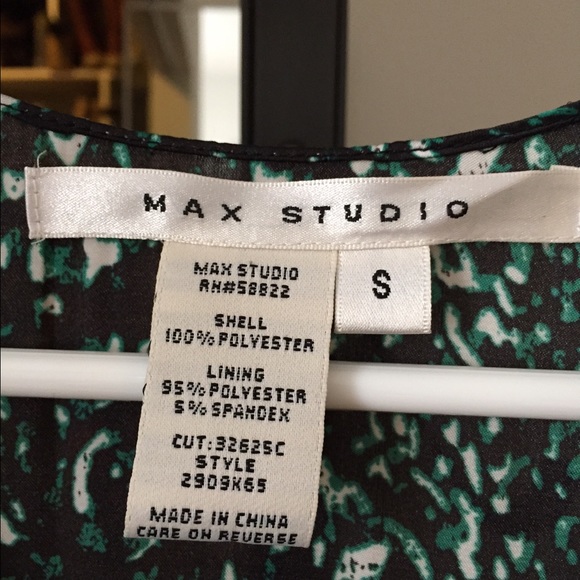 MAX STUDIO
S
MAX STUDIO
RN#58822
SHELL
100% POLYESTER
LINING
95% POLYESTER
5% SPANDEX
CUT:32625C
STYLE
2909K65
MADE IN CHINA
CARE ON REVERSE